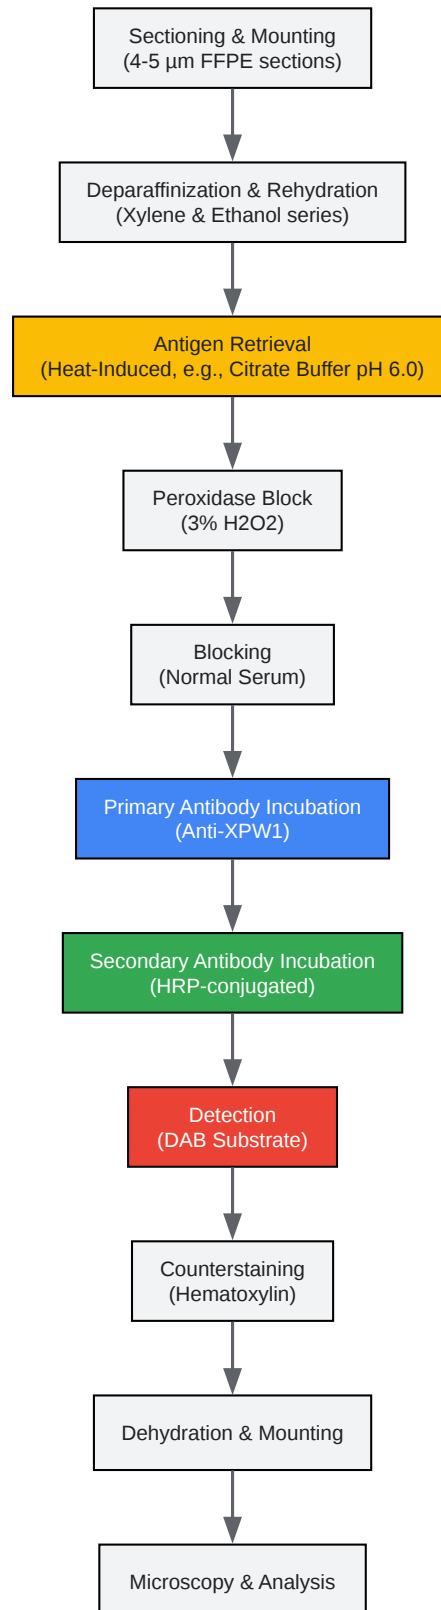 Sectioning & Mounting
(4-5 µm FFPE sections)
Deparaffinization & Rehydration
(Xylene & Ethanol series)
Antigen Retrieval
(Heat-Induced, e.g., Citrate Buffer pH 6.0)
Peroxidase Block
(3% H2O2)
Blocking
(Normal Serum)
Primary Antibody Incubation
(Anti-XPW1)
Secondary Antibody Incubation
(HRP-conjugated)
Detection
(DAB Substrate)
Counterstaining
(Hematoxylin)
Dehydration & Mounting
Microscopy & Analysis